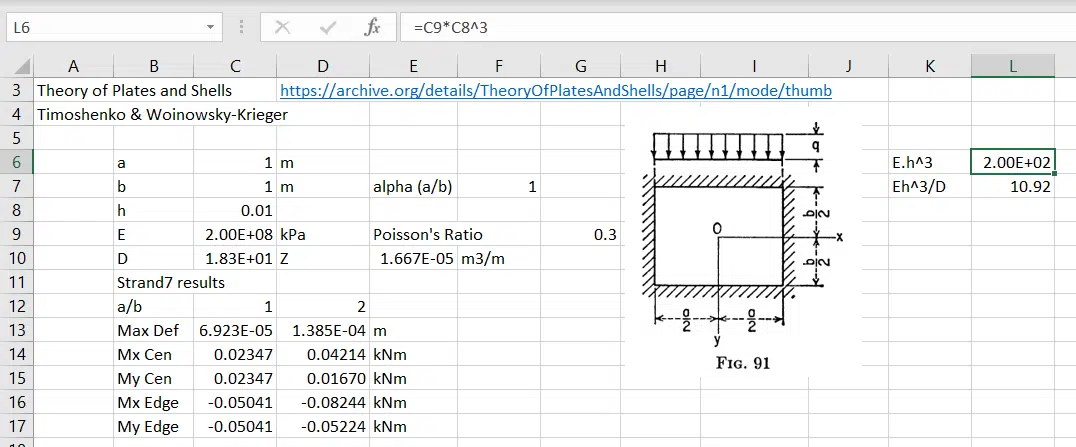 L6 fx =C9*C8^3
A B C D E F G H I J K L
3 Theory of Plates and Shells https://archive.org/details/TheoryOfPlatesAndShells/page/n1/mode/thumb
4 Timoshenko & Woinowsky-Krieger
5 q
6 a 1 m E.h^3 2.00E+02
7 b 1 m alpha (a/b) 1 Eh^3/D 10.92
8 h 0.01 b/2
9 E 2.00E+08 kPa Poisson's Ratio 0.3 O x
10 D 1.83E+01 Z 1.667E-05 m3/m b/2
11 Strand7 results
12 a/b 1 2
13 Max Def 6.923E-05 1.385E-04 m a/2 a/2
14 Mx Cen 0.02347 0.04214 kNm y
15 My Cen 0.02347 0.01670 kNm FIG. 91
16 Mx Edge -0.05041 -0.08244 kNm
17 My Edge -0.05041 -0.05224 kNm